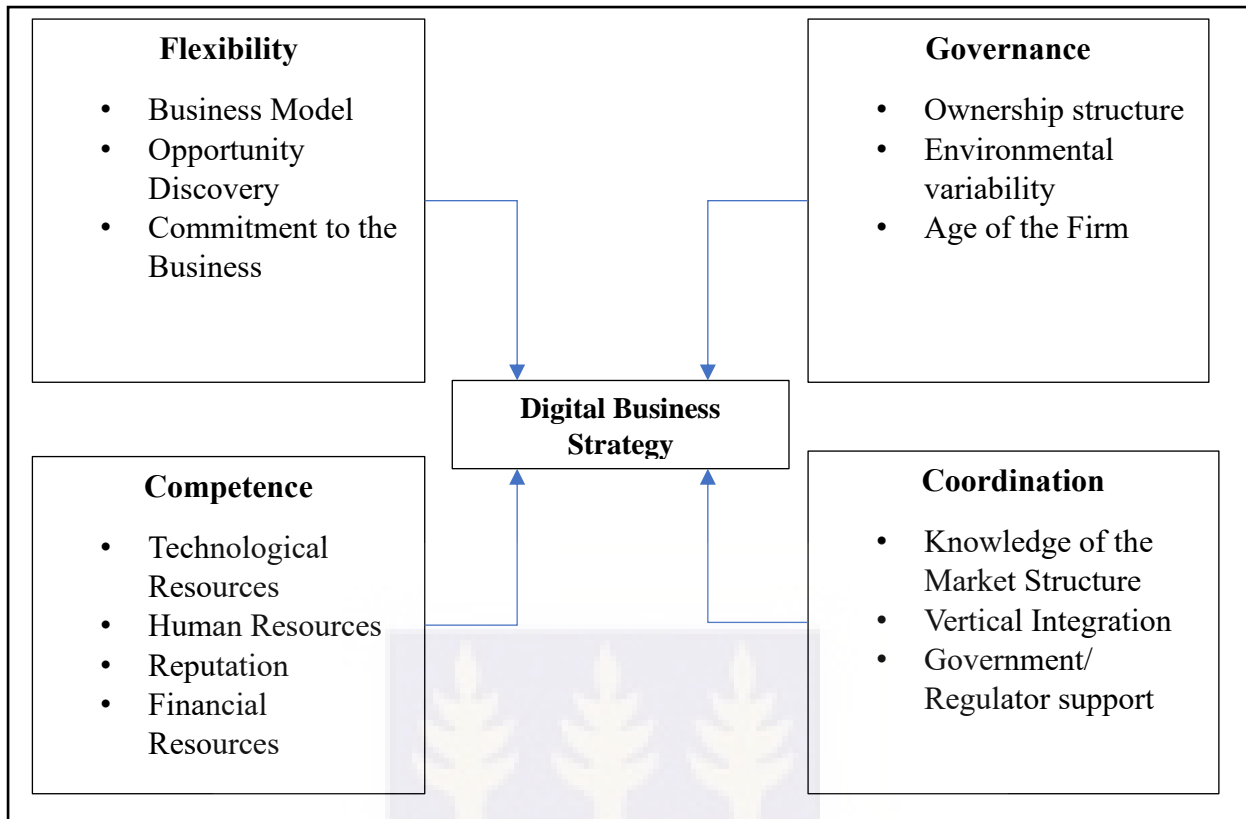 Flexibility
• Business Model
• Opportunity
Discovery
• Commitment to the
Business
Governance
• Ownership structure
• Environmental
variability
• Age of the Firm
Digital Business
Strategy
Competence
• Technological
Resources
• Human Resources
• Reputation
• Financial
Resources
Coordination
• Knowledge of the
Market Structure
• Vertical Integration
• Government/
Regulator support